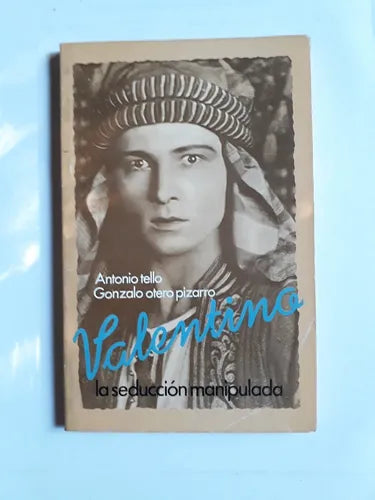 Antonio tello
Gonzalo otero pizarro
Valentino
la seducción manipulada